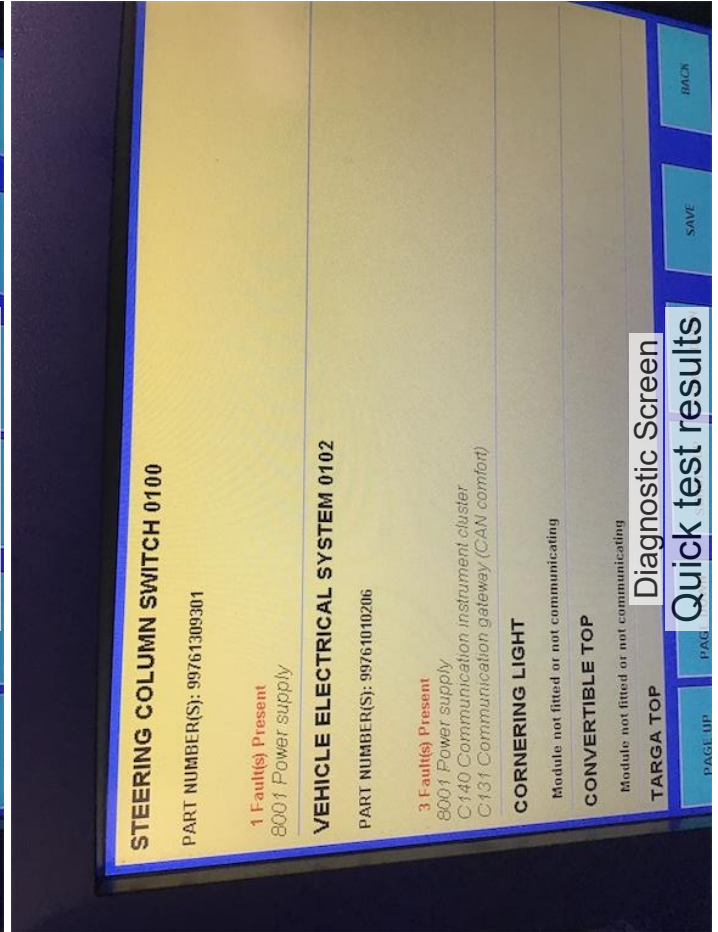 STEERING COLUMN SWITCH 0100
PART NUMBER(S): 99761309301
1 Fault(s) Present
8001 Power supply
VEHICLE ELECTRICAL SYSTEM 0102
PART NUMBER(S): 99761010206
3 Fault(s) Present
8001 Power supply
C140 Communication instrument cluster
C131 Communication gateway (CAN comfort)
CORNERING LIGHT
Module not fitted or not communicating
CONVERTIBLE TOP
Module not fitted or not communicating
TARGA TOP
PAGE UP
SAVE
BACK
Diagnostic Screen
Quick test results